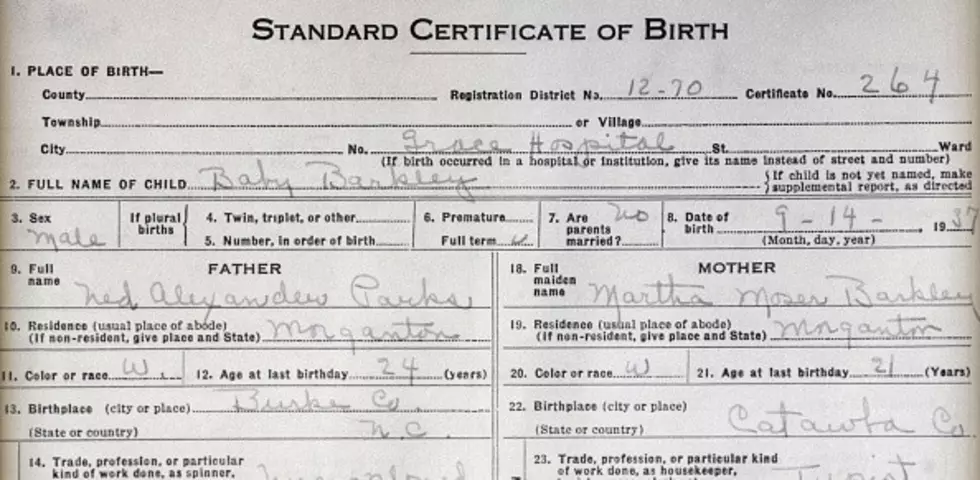 STANDARD CERTIFICATE OF BIRTH
1. PLACE OF BIRTH—
County Registration District No. 12-70 Certificate No. 264
Township or Village
City No. Grace Hospital St. Ward
(If birth occurred in a hospital or institution, give its name instead of street and number)
2. FULL NAME OF CHILD Baby Barkley {If child is not yet named, make supplemental report, as directed
3. Sex Male
If plural births
4. Twin, triplet, or other
5. Number, in order of birth
6. Premature
Full term
7. Are parents married? no
8. Date of birth 9-14- 193
(Month, day, year)
FATHER
9. Full name Ned Alexander Parks
10. Residence (usual place of abode)
(If non-resident, give place and State) Morganton
11. Color or race W. 12. Age at last birthday 24 (years)
13. Birthplace (city or place) Burke Co.
(State or country) N.C.
14. Trade, profession, or particular
kind of work done, as spinner,
MOTHER
18. Full maiden name Martha Moser Barkley
19. Residence (usual place of abode)
(If non-resident, give place and State) Morganton
20. Color or race W 21. Age at last birthday 21 (Years)
22. Birthplace (city or place)
(State or country) Catawba Co.
23. Trade, profession, or particular kind
of work done, as housekeeper, Typist